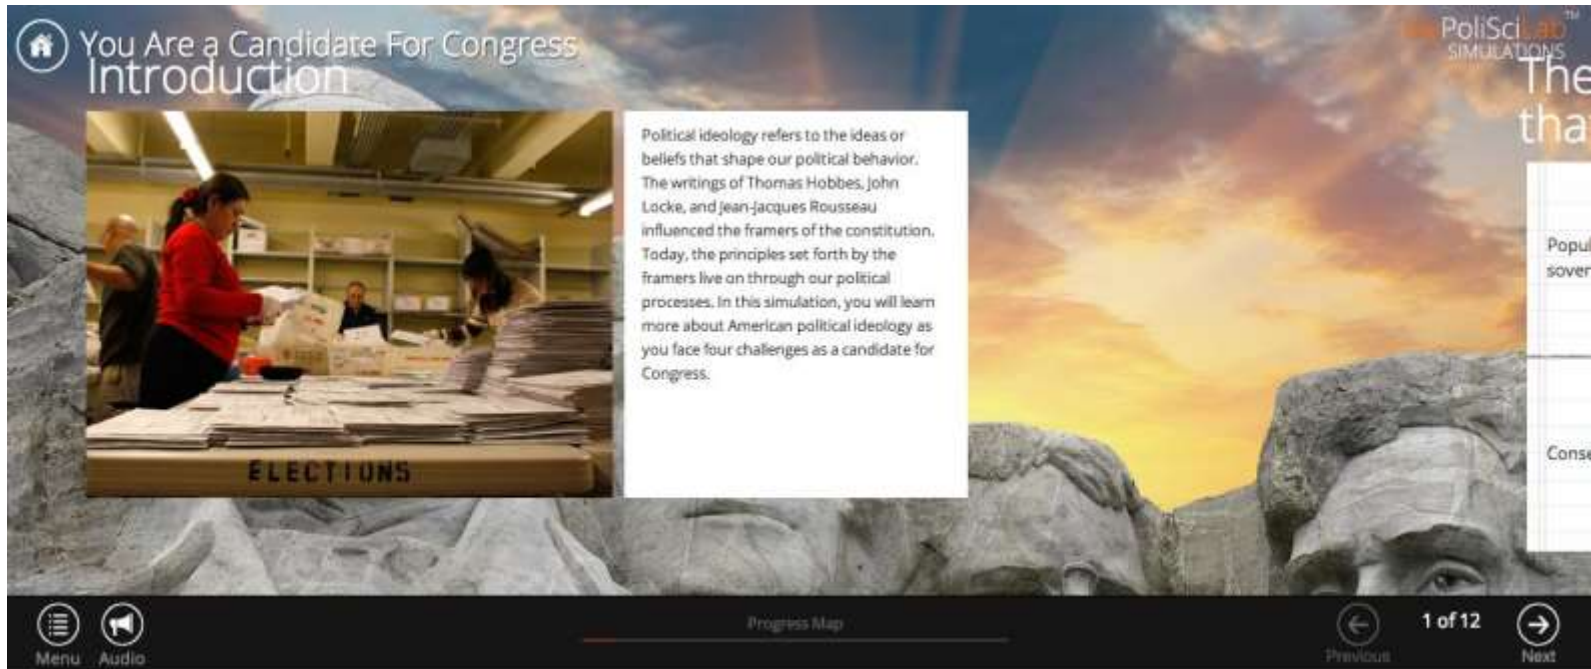 You Are a Candidate For Congress
Introduction
PoliSciLab™
SIMULATIONS
Political ideology refers to the ideas or
beliefs that shape our political behavior.
The writings of Thomas Hobbes, John
Locke, and Jean-Jacques Rousseau
influenced the framers of the constitution.
Today, the principles set forth by the
framers live on through our political
processes. In this simulation, you will learn
more about American political ideology as
you face four challenges as a candidate for
Congress.
ELECTIONS
The
tha
Popul
sover
Conse
Menu
Audio
Progress Map
Previous
1 of 12
Next